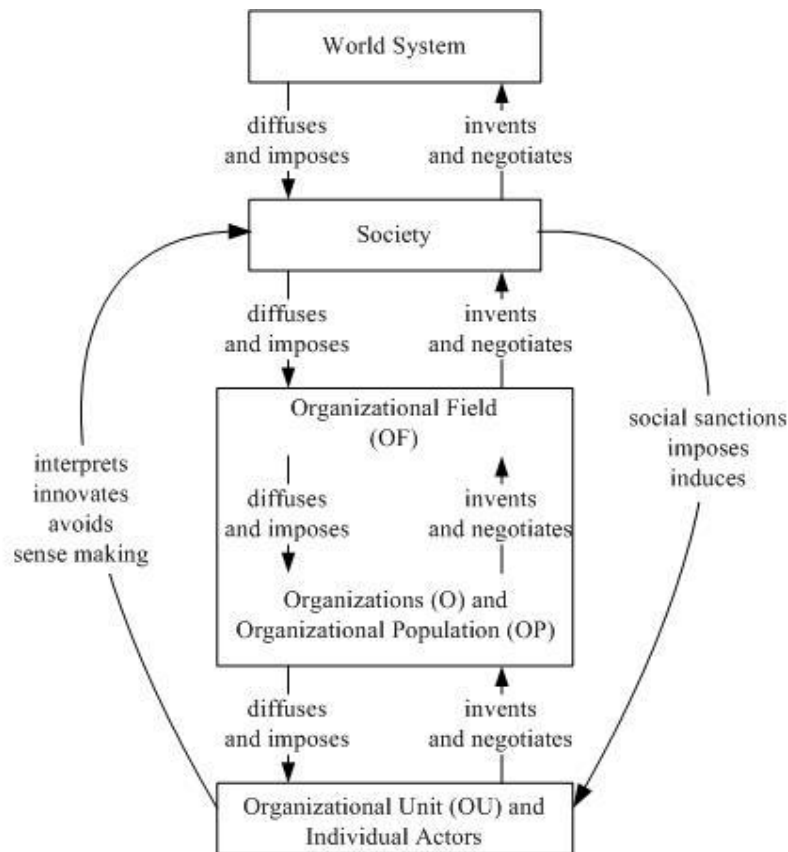 World System
diffuses
and imposes
invents
and negotiates
Society
diffuses
and imposes
invents
and negotiates
Organizational Field
(OF)
diffuses
and imposes
invents
and negotiates
Organizations (O) and
Organizational Population (OP)
interprets
innovates
avoids
sense making
social sanctions
imposes
induces
diffuses
and imposes
invents
and negotiates
Organizational Unit (OU) and
Individual Actors